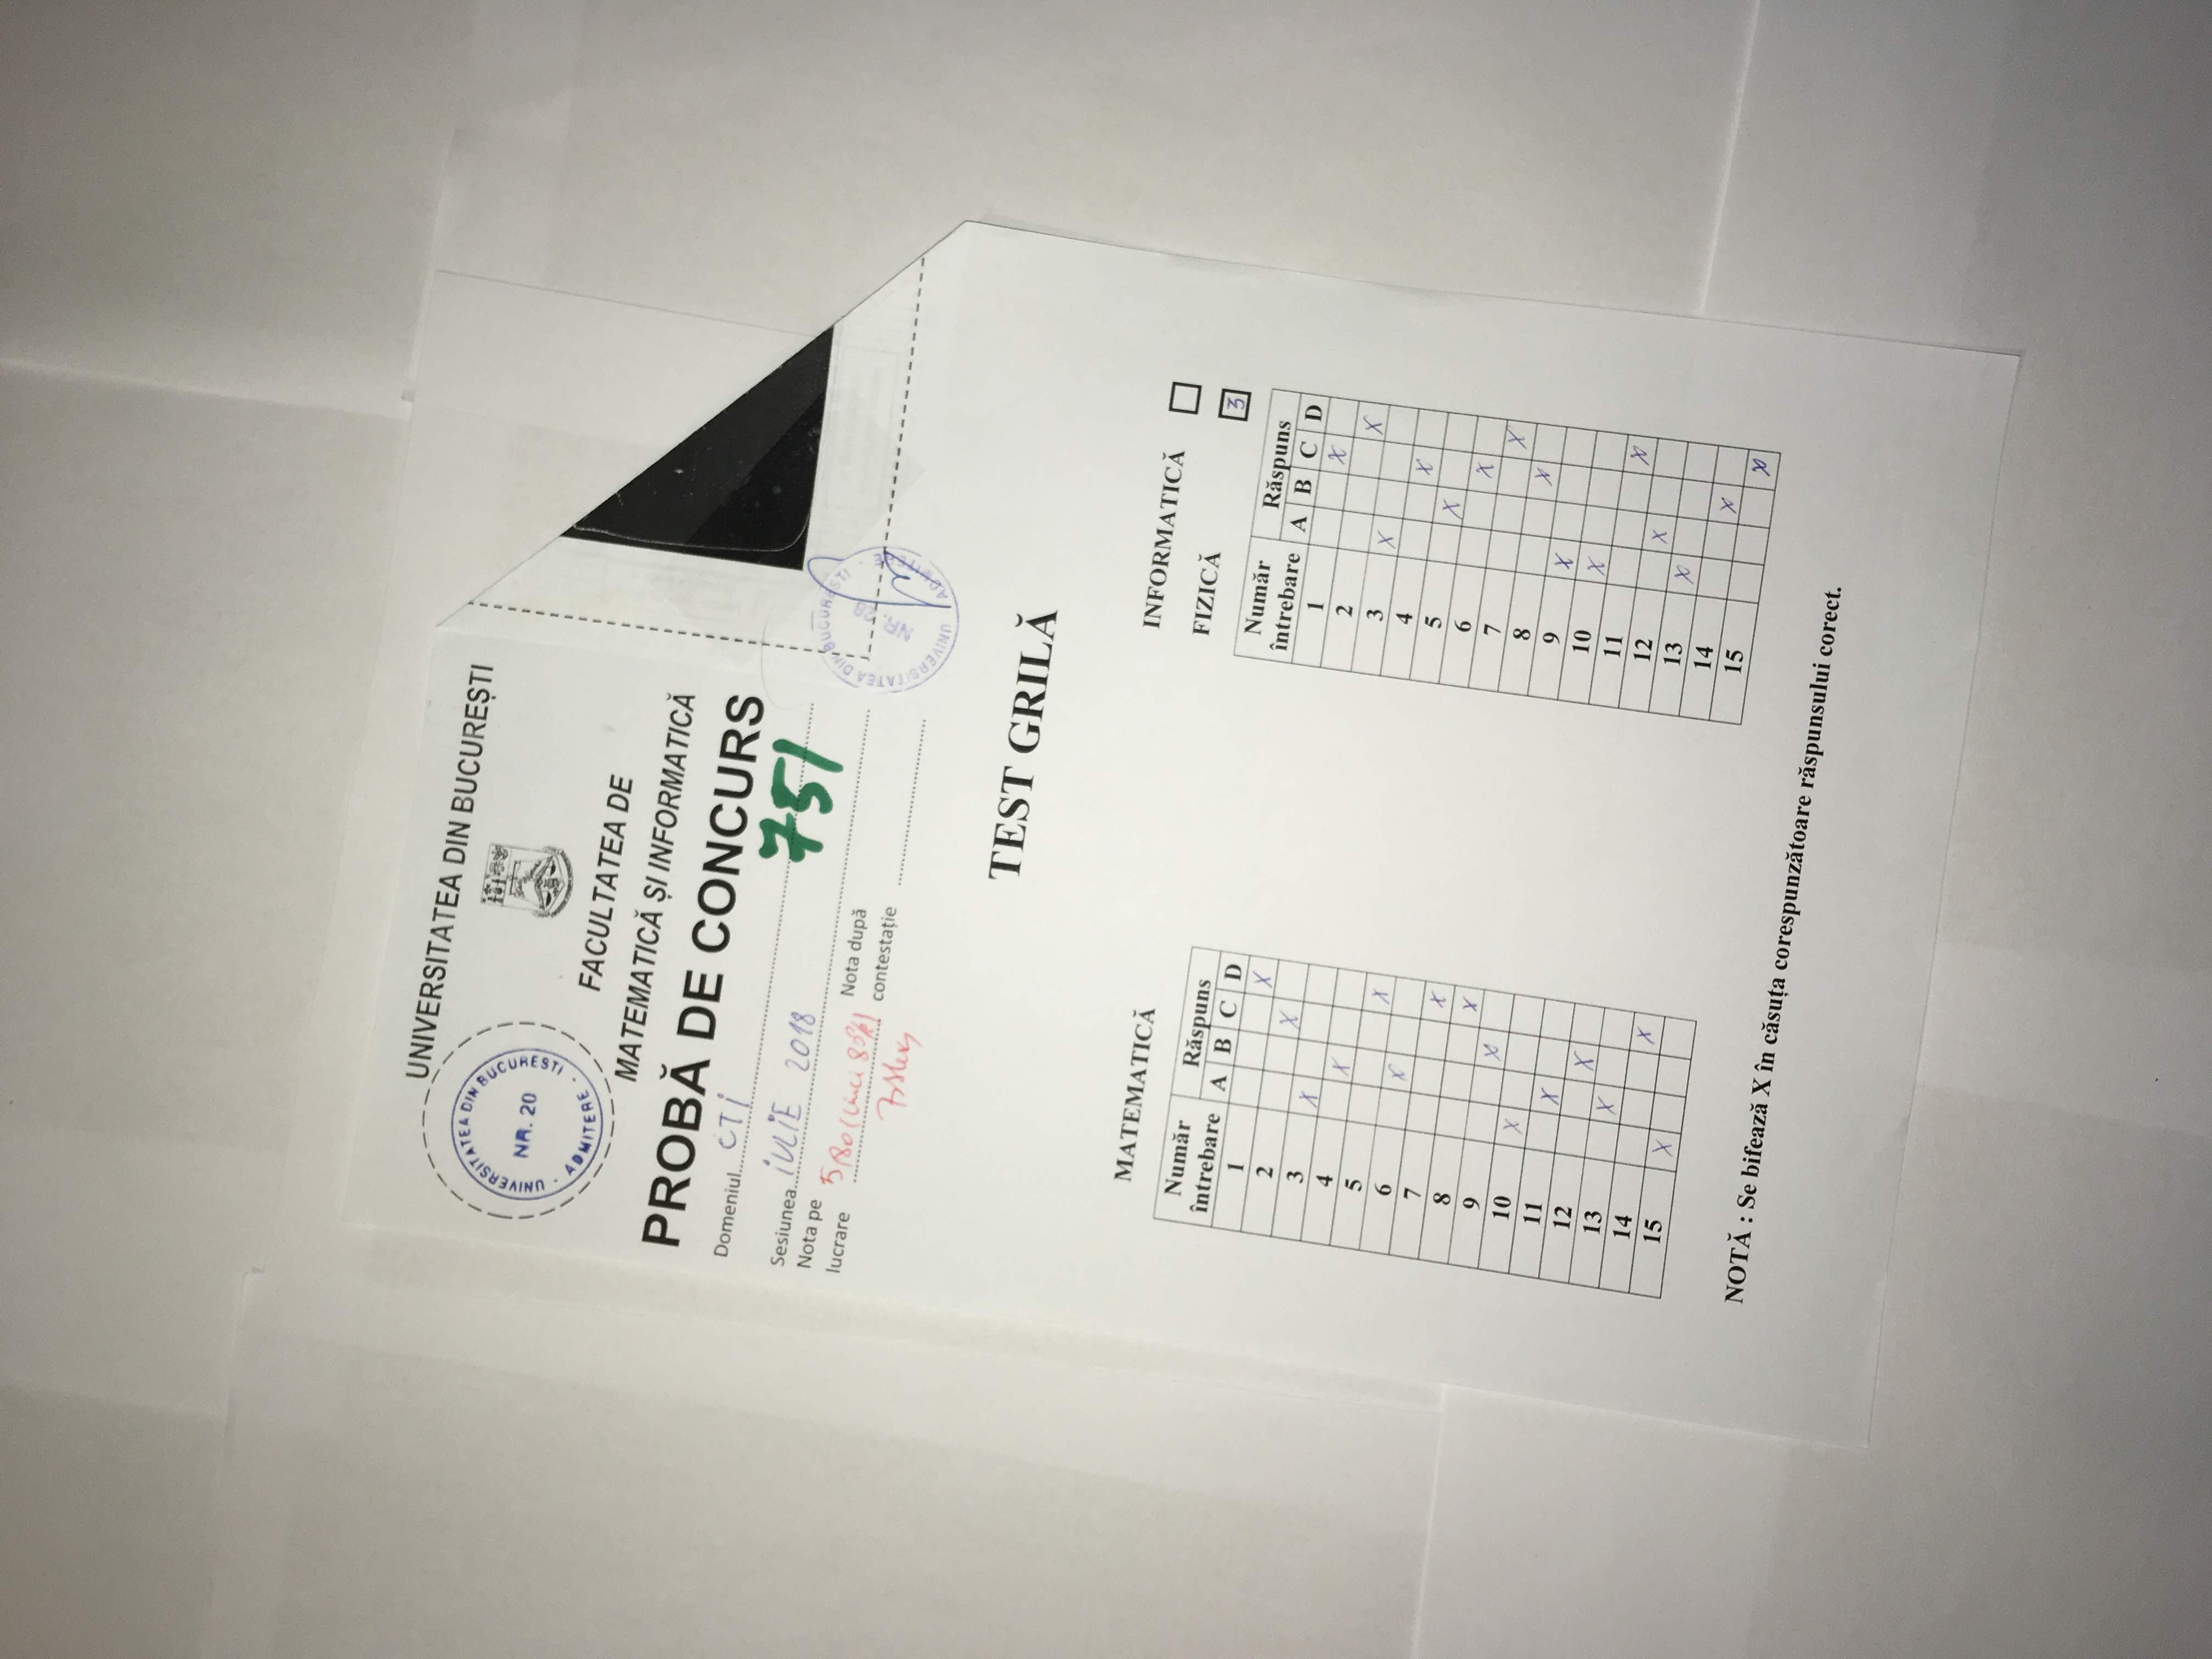 UNIVERSITATEA DIN BUCUREȘTI
UNIVERSITATEA DIN BUCUREȘTI
NR. 20
ADMITERE
FACULTATEA DE
MATEMATICĂ ȘI INFORMATICĂ
PROBĂ DE CONCURS
Domeniul CTI
751
Sesiunea IULIE 2018
Nota pe
lucrare 5,80 (cinci 80%)
Nota după
contestație
UNIVERSITATEA DIN BUCUREȘTI
NR. 28
ADMITERE
TEST GRILĂ
MATEMATICĂ
Număr întrebare Răspuns
A B C D
1 X
2 X
3 X
4 X
5 X
6 X
7 X
8 X
9 X
10 X
11 X
12 X
13 X
14 X
15 X
INFORMATICĂ
FIZICĂ 3
Număr întrebare Răspuns
A B C D
1 X
2 X
3 X
4 X
5 X
6 X
7 X
8 X
9 X
10 X
11 X
12 X
13 X
14 X
15 X
NOTĂ : Se bifează X în căsuța corespunzătoare răspunsului corect.